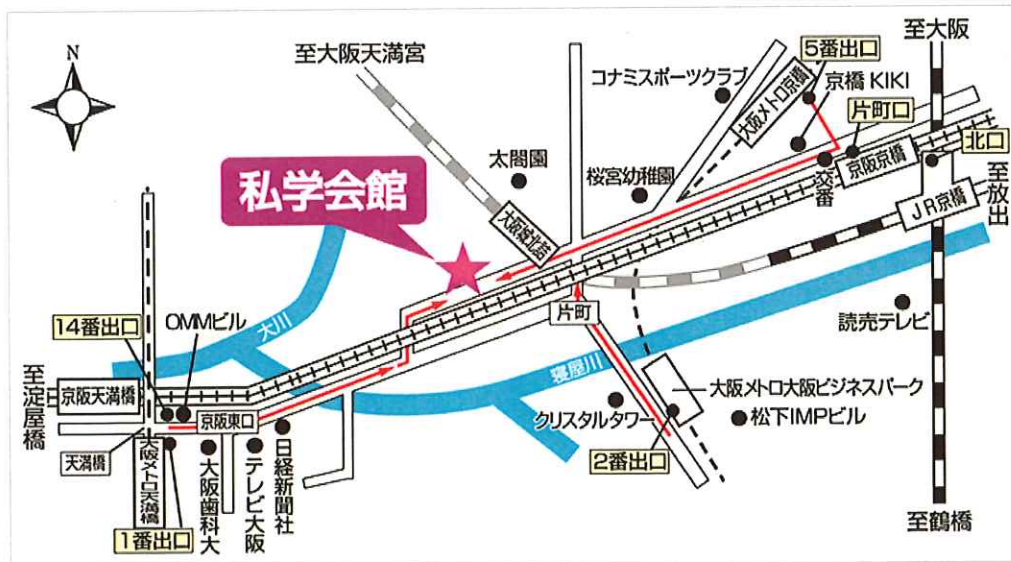 N
至大阪天満宮
コナミスポーツクラブ
5番出口
至大阪
大阪メトロ京橋
京橋 KIKI
片町口
北口
太閤園
桜宮幼稚園
交番
京阪京橋
JR京橋
至放出
私学会館
大阪城北詰
大川
片町
読売テレビ
14番出口
OMMビル
寝屋川
至淀屋橋
京阪天満橋
京阪東口
大阪メトロ大阪ビジネスパーク
クリスタルタワー
松下IMPビル
天満橋
大阪メトロ天満橋
2番出口
1番出口
大阪歯科大
テレビ大阪
日経新聞社
至鶴橋